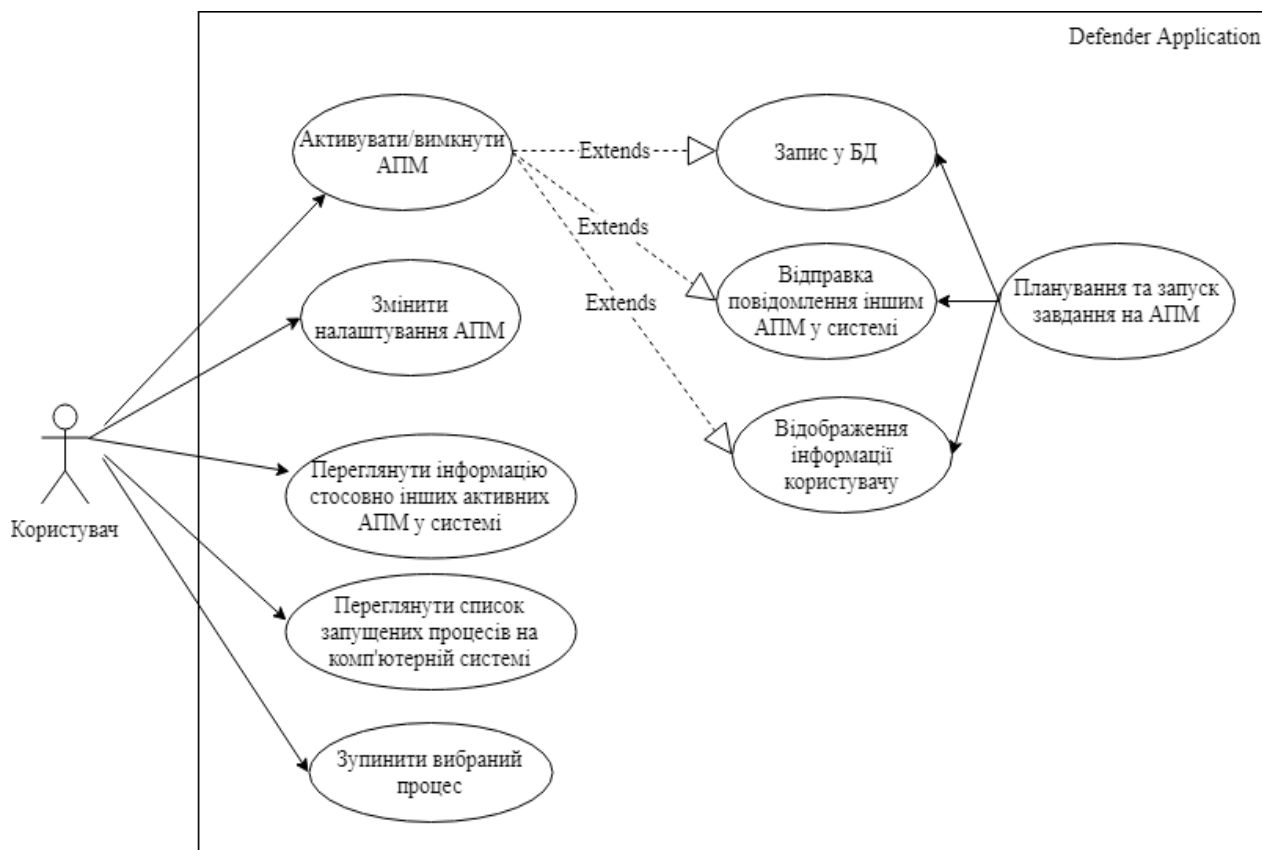 Defender Application
Активувати/вимкнути
АПМ
Extends
Запис у БД
Extends
Відправка
повідомлення іншим
АПМ у системі
Планування та запуск
завдання на АПМ
Змінити
налаштування АПМ
Extends
Відображення
інформації
користувачу
Користувач
Переглянути інформацію
стосовно інших активних
АПМ у системі
Переглянути список
запущених процесів на
комп'ютерній системі
Зупинити вибраний
процес